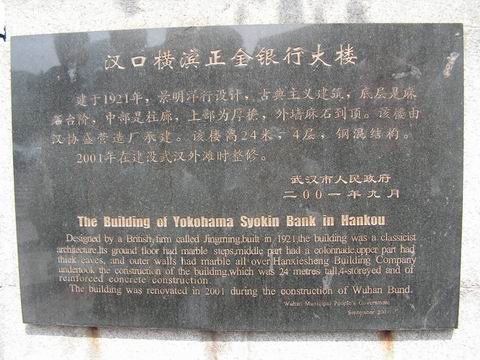 汉口横滨正金银行大楼
建于1921年，景明洋行设计，古典主义建筑，底层是麻
石台阶，中部是柱廊，上部为厚檐，外墙麻石到顶。该楼由
汉协盛营造厂承建。该楼高24米，4层，钢混结构。
2001年在建设武汉外滩时整修。
武汉市人民政府
二00一年九月
The Building of Yokohama Syokin Bank in Hankou
Designed by a British firm called Jingming,built in 1921,the building was a classicist
architecture.Its ground floor had marble steps,middle part had a colonnade,upper part had
thick eaves, and outer walls had marble all over.Hanxiesheng Building Company
undertook the construction of the building,which was 24 metres tall,4-storeyed and of
reinforced concrete construction.
The building was renovated in 2001 during the construction of Wuhan Bund.
Wuhan Municipal People's Government
September 2001